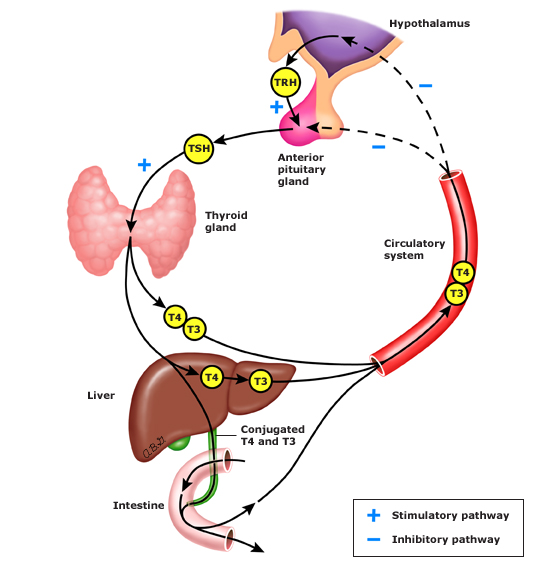 Hypothalamus
TRH
+
−
−
TSH
Anterior
pituitary
gland
+
Thyroid
gland
Circulatory
system
T4
T3
T4
T3
Liver
T4
T3
Conjugated
T4 and T3
Intestine
+ Stimulatory pathway
− Inhibitory pathway